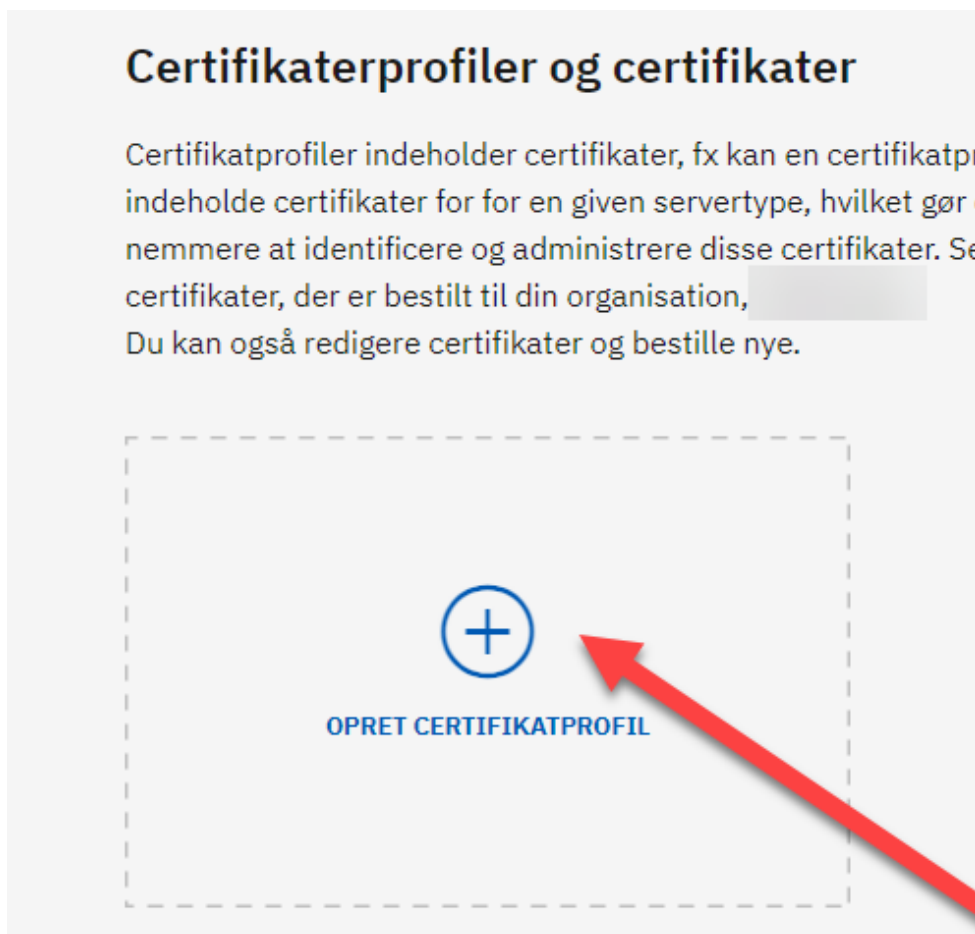 Certifikaterprofiler og certifikater
Certifikatprofiler indeholder certifikater, fx kan en
indeholde certifikater for for en given servertype, hvilket gør
nemmere at identificere og administrere disse certifikater.
certifikater, der er bestilt til din organisation,
Du kan også redigere certifikater og bestille nye.
OPRET CERTIFIKATPROFIL